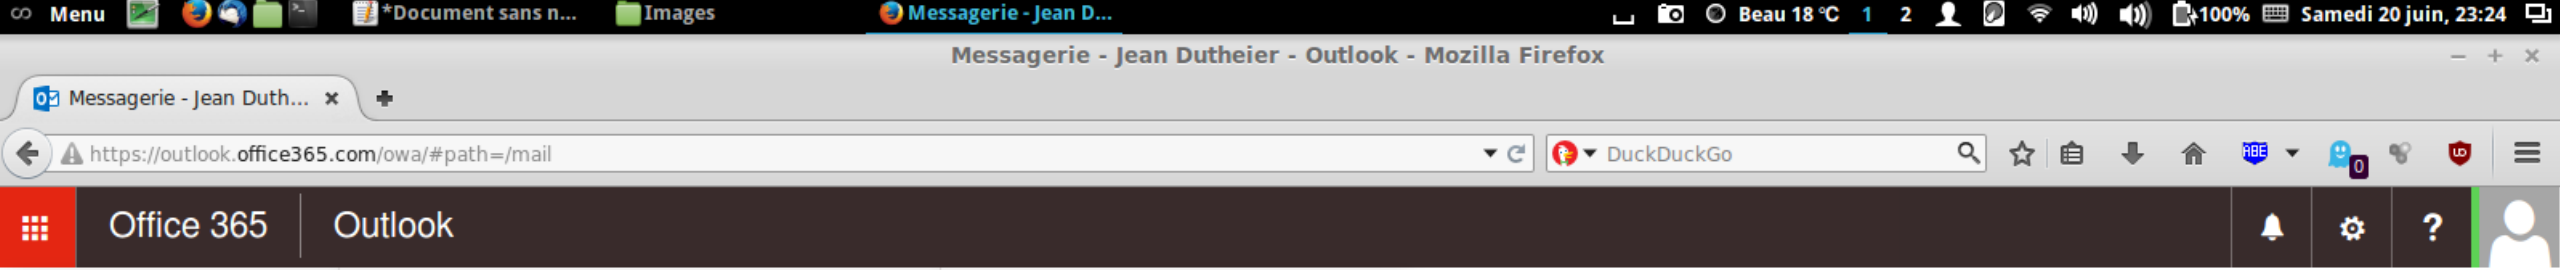 Menu *Document sans n... Images Messagerie - Jean D... Beau 18 °C 1 2 100% Samedi 20 juin, 23:24
Messagerie - Jean Dutheier - Outlook - Mozilla Firefox
Messagerie - Jean Duth...
https://outlook.office365.com/owa/#path=/mail DuckDuckGo ABE 0
Office 365 Outlook ?